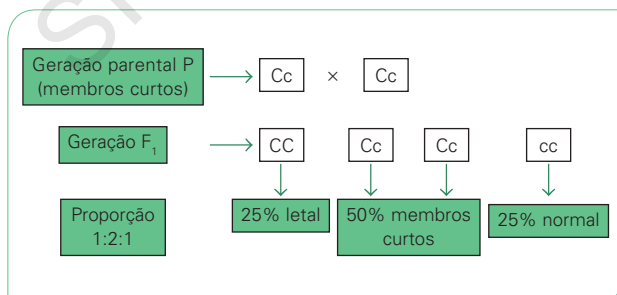 Geração parental P
(membros curtos)
Cc × Cc
Geração F₁
CC Cc Cc cc
Proporção
1:2:1
25% letal
50% membros
curtos
25% normal